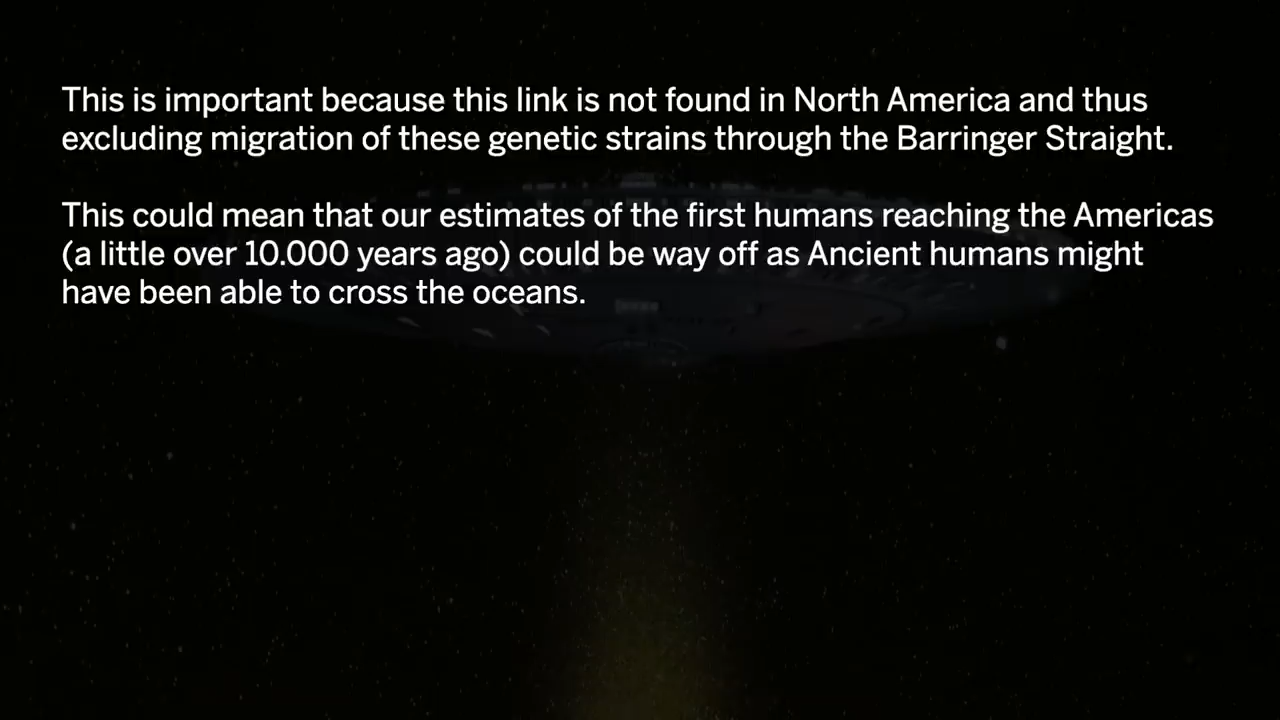 This is important because this link is not found in North America and thus
excluding migration of these genetic strains through the Barringer Straight.
This could mean that our estimates of the first humans reaching the Americas
(a little over 10.000 years ago) could be way off as Ancient humans might
have been able to cross the oceans.